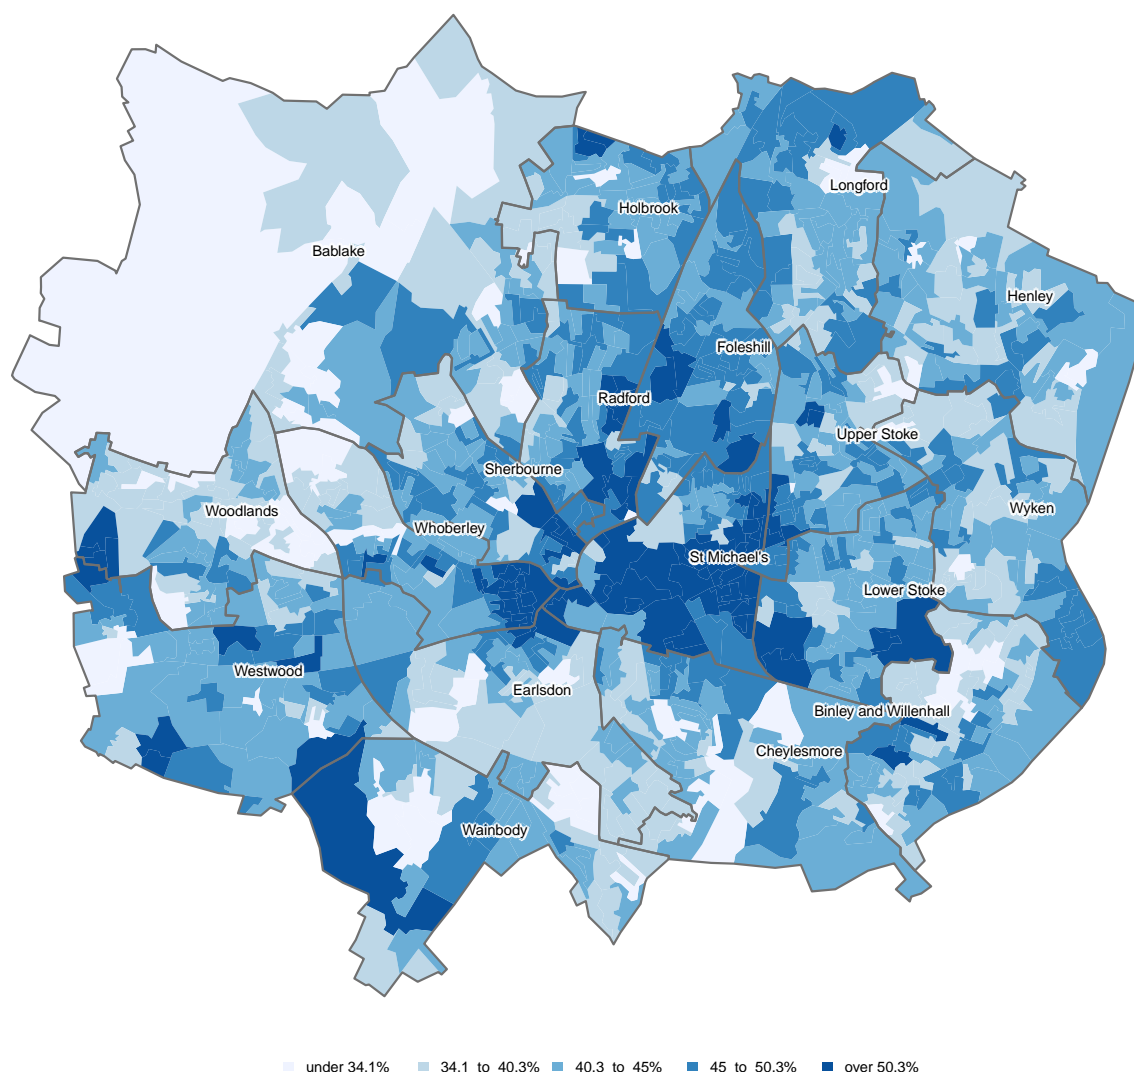 Longford
Holbrook
Bablake
Henley
Foleshill
Radford
Upper Stoke
Sherbourne
Woodlands
Wyken
Whoberley
St Michael's
Lower Stoke
Westwood
Earlsdon
Binley and Willenhall
Cheylesmore
Wainbody
under 34.1% 34.1 to 40.3% 40.3 to 45% 45 to 50.3% over 50.3%